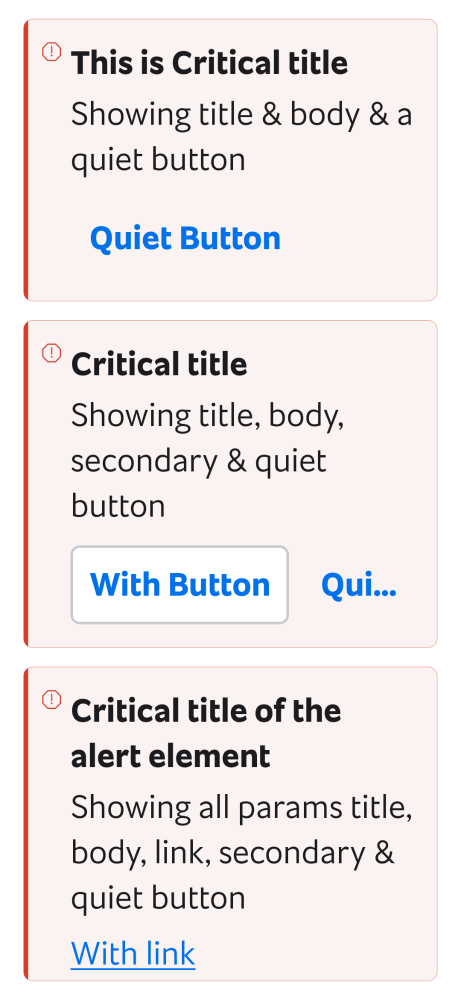 This is Critical title
Showing title & body & a
quiet button
Quiet Button
Critical title
Showing title, body,
secondary & quiet
button
With Button
Qui...
Critical title of the
alert element
Showing all params title,
body, link, secondary &
quiet button
With link